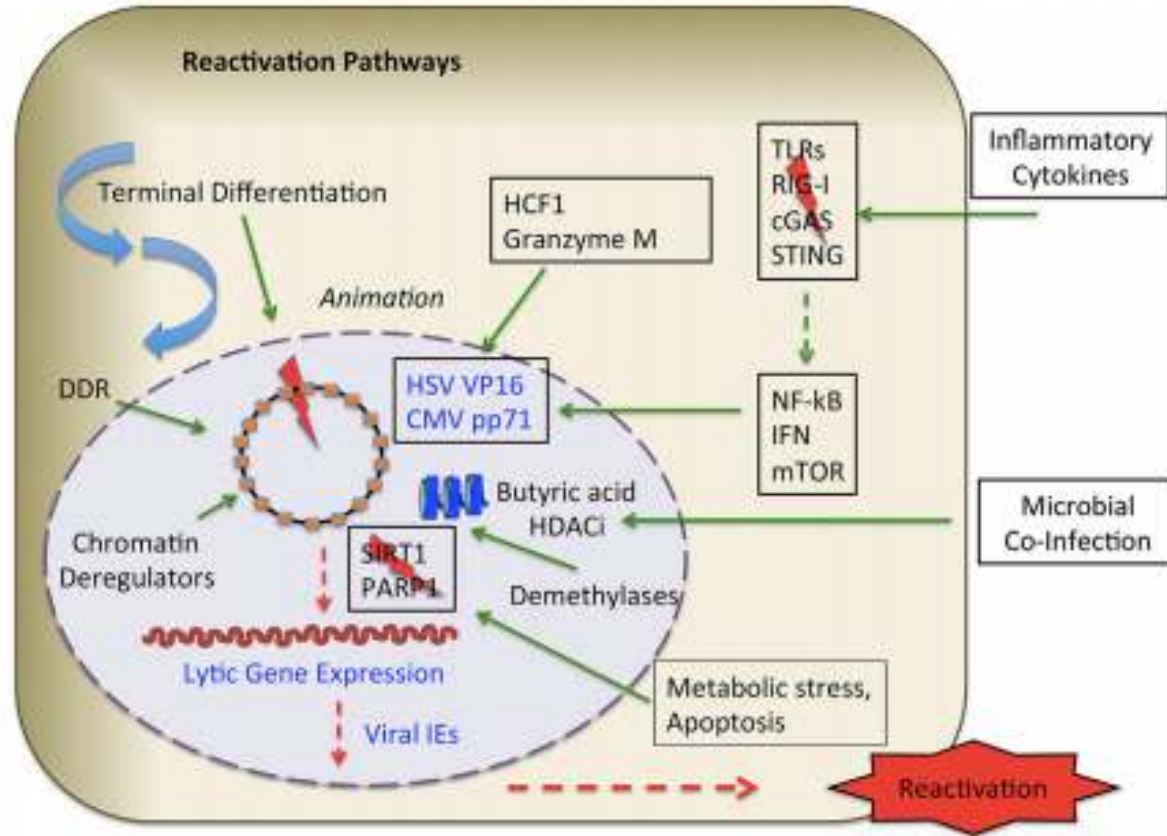 Reactivation Pathways
Terminal Differentiation
HCF1
Granzyme M
TLRs
RIG-I
cGAS
STING
Inflammatory
Cytokines
Animation
DDR
HSV VP16
CMV pp71
NF-kB
IFN
mTOR
Butyric acid
HDACi
Microbial
Co-Infection
Chromatin
Deregulators
SIRT1
PARP1
Demethylases
Lytic Gene Expression
Metabolic stress,
Apoptosis
Viral IEs
Reactivation